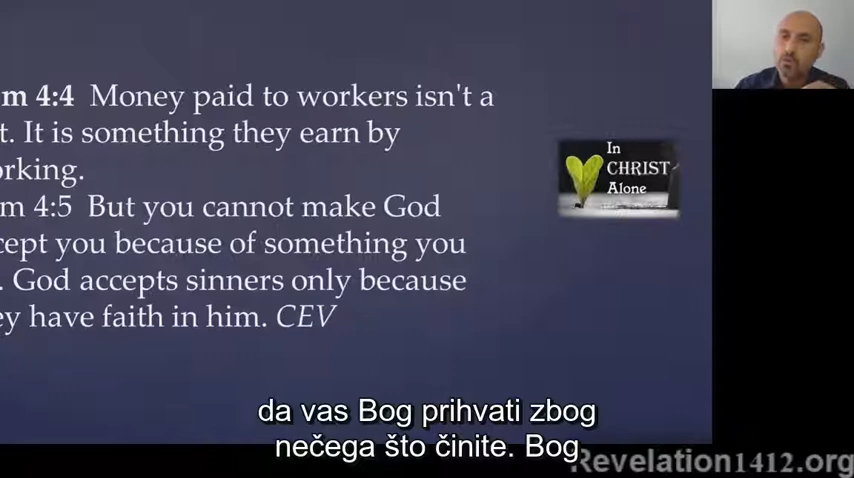 m 4:4 Money paid to workers isn't a
t. It is something they earn by
orking.
m 4:5 But you cannot make God
cept you because of something you
. God accepts sinners only because
ey have faith in him. CEV
In
CHRIST
Alone
da vas Bog prihvati zbog
nečega što činite. Bog
Revelation1412.org